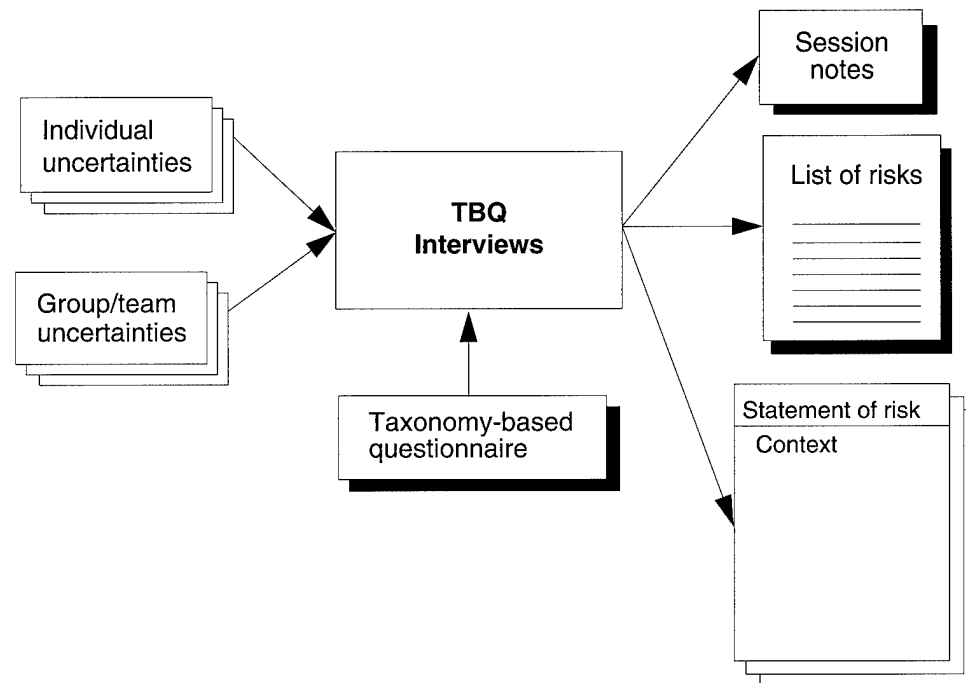 Individual
uncertainties
Group/team
uncertainties
TBQ
Interviews
Taxonomy-based
questionnaire
Session
notes
List of risks
Statement of risk
Context